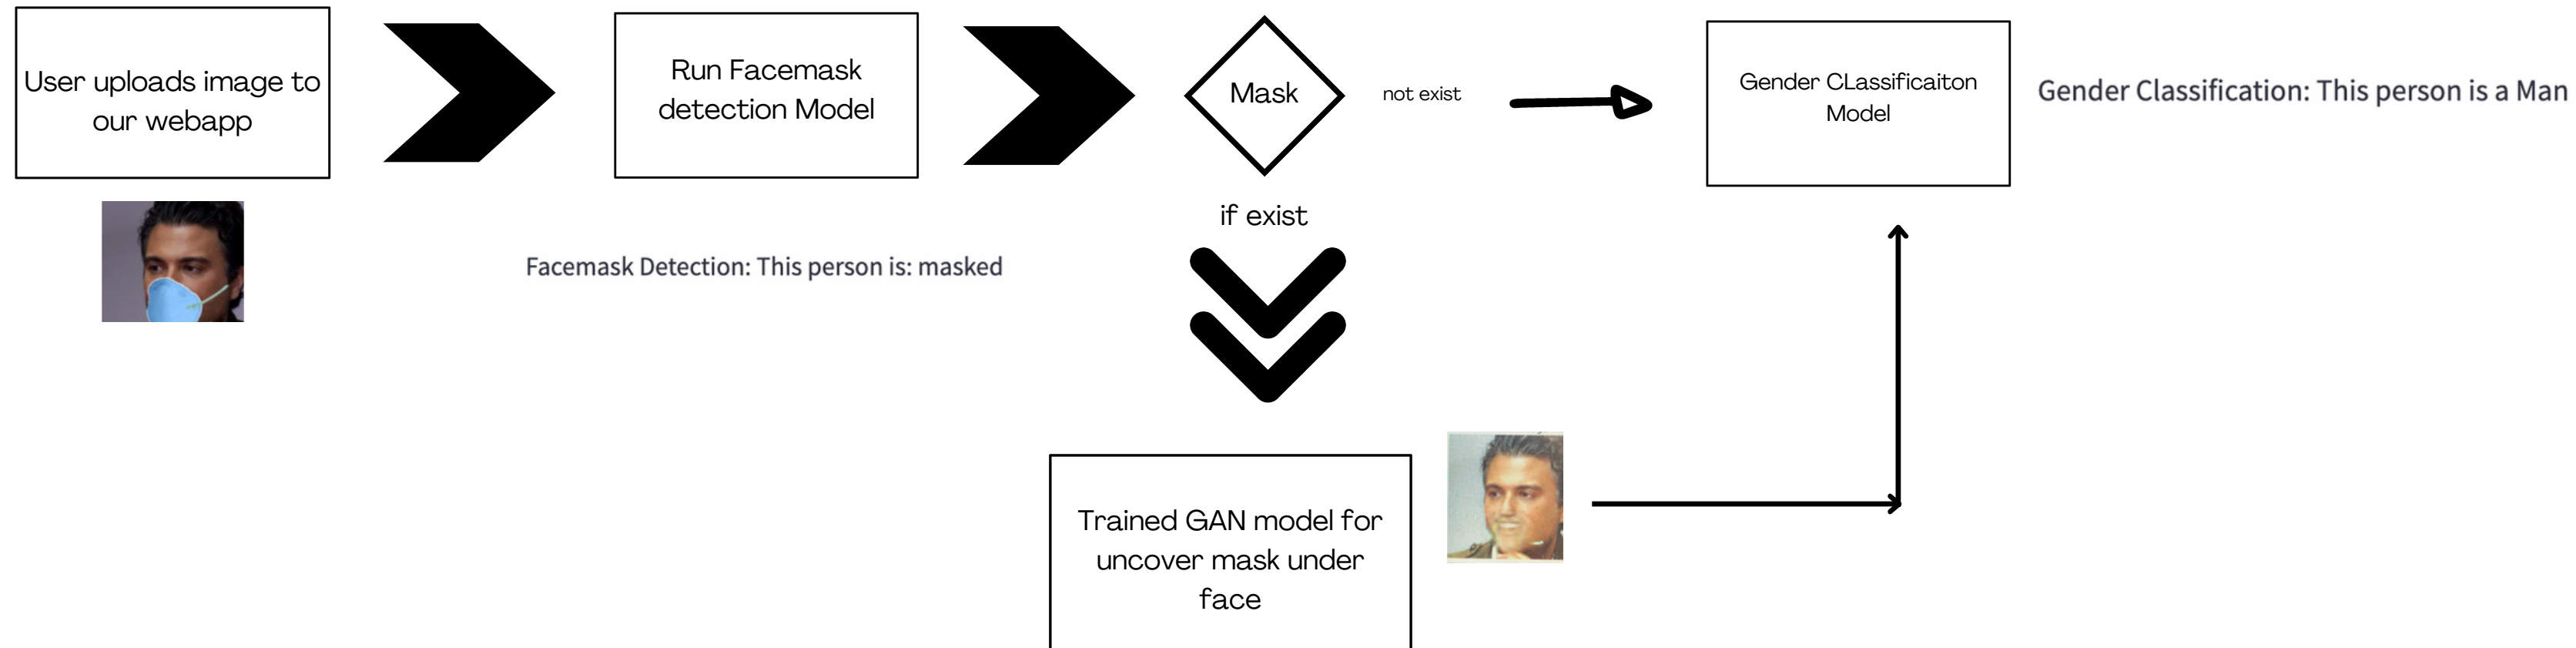 User uploads image to
our webapp
Run Facemask
detection Model
Mask
not exist
Gender CLassificaiton
Model
Gender Classification: This person is a Man
if exist
Facemask Detection: This person is: masked
Trained GAN model for
uncover mask under
face